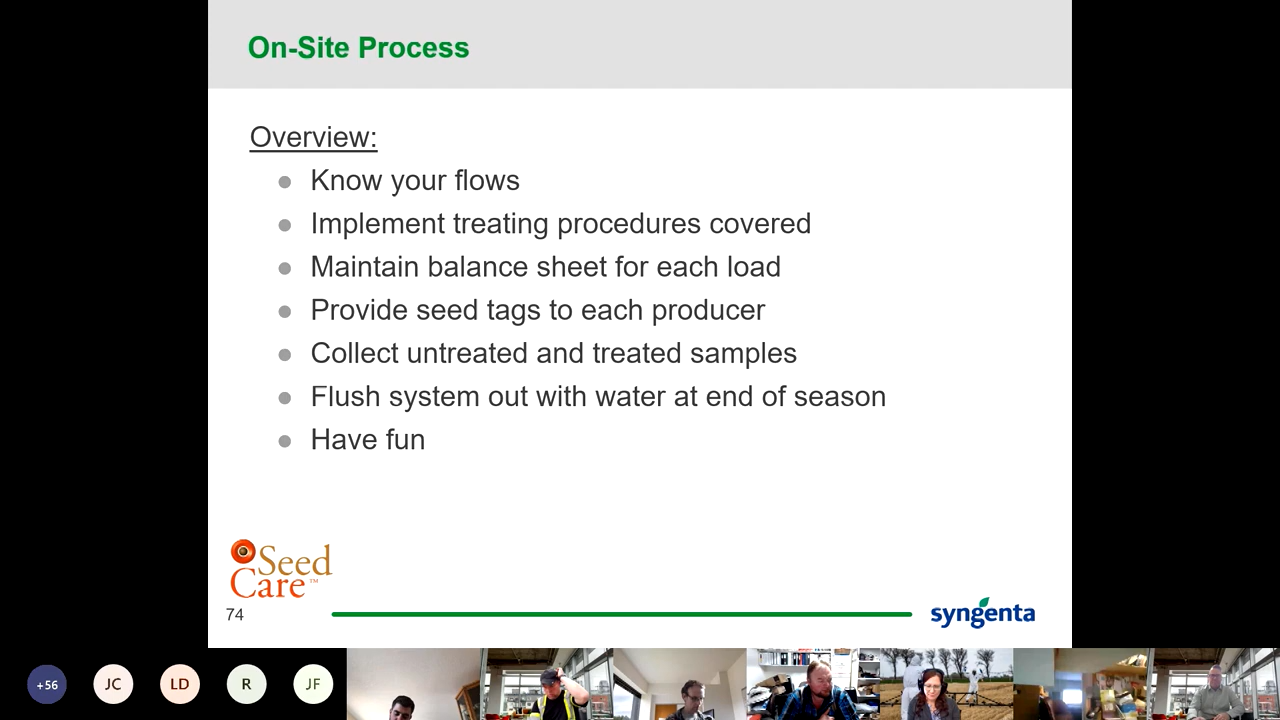 On-Site Process
Overview:
Know your flows
Implement treating procedures covered
Maintain balance sheet for each load
Provide seed tags to each producer
Collect untreated and treated samples
Flush system out with water at end of season
Have fun
Seed
Care™
74
syngenta
+56
JC
LD
R
JF